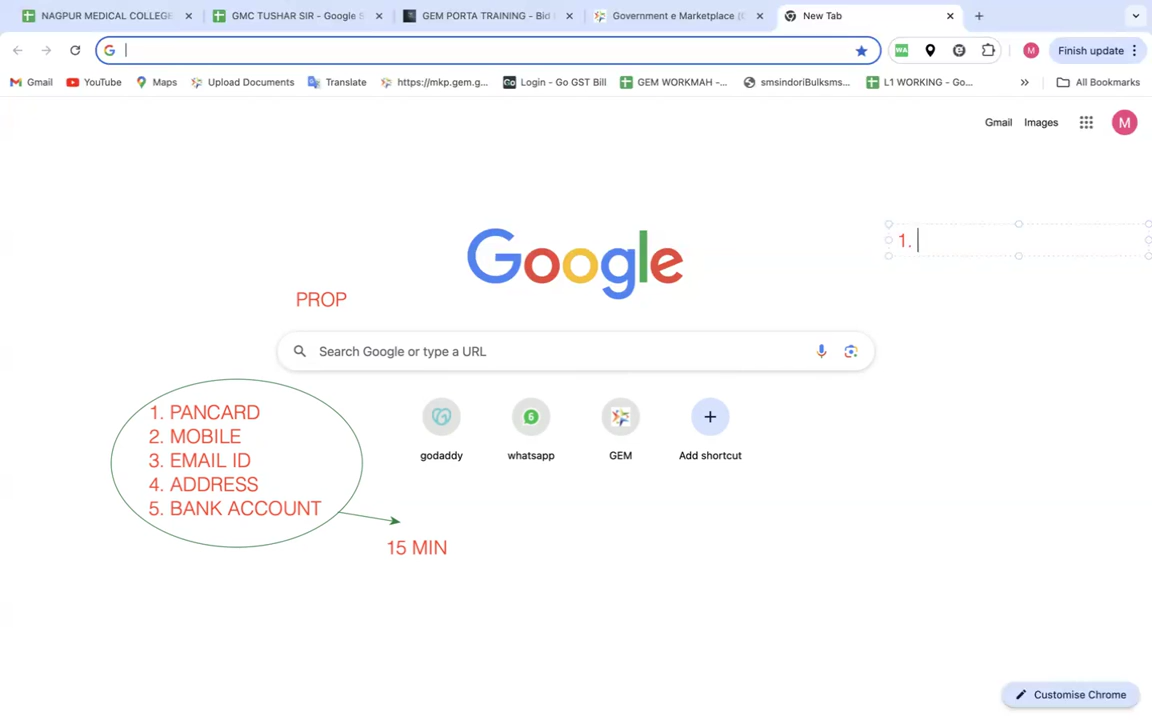 NAGPUR MEDICAL COLLEGE
GMC TUSHAR SIR - Google S
GEM PORTA TRAINING - Bid
Government e Marketplace (
New Tab
Finish update
M
Gmail
YouTube
Maps
Upload Documents
Translate
https://mkp.gem.g...
Login - Go GST Bill
GEM WORKMAH -...
smsindoriBulksms...
L1 WORKING - Go...
All Bookmarks
Gmail
Images
M
1.
Google
PROP
Search Google or type a URL
1. PANCARD
2. MOBILE
3. EMAIL ID
4. ADDRESS
5. BANK ACCOUNT
godaddy
whatsapp
GEM
Add shortcut
15 MIN
Customise Chrome